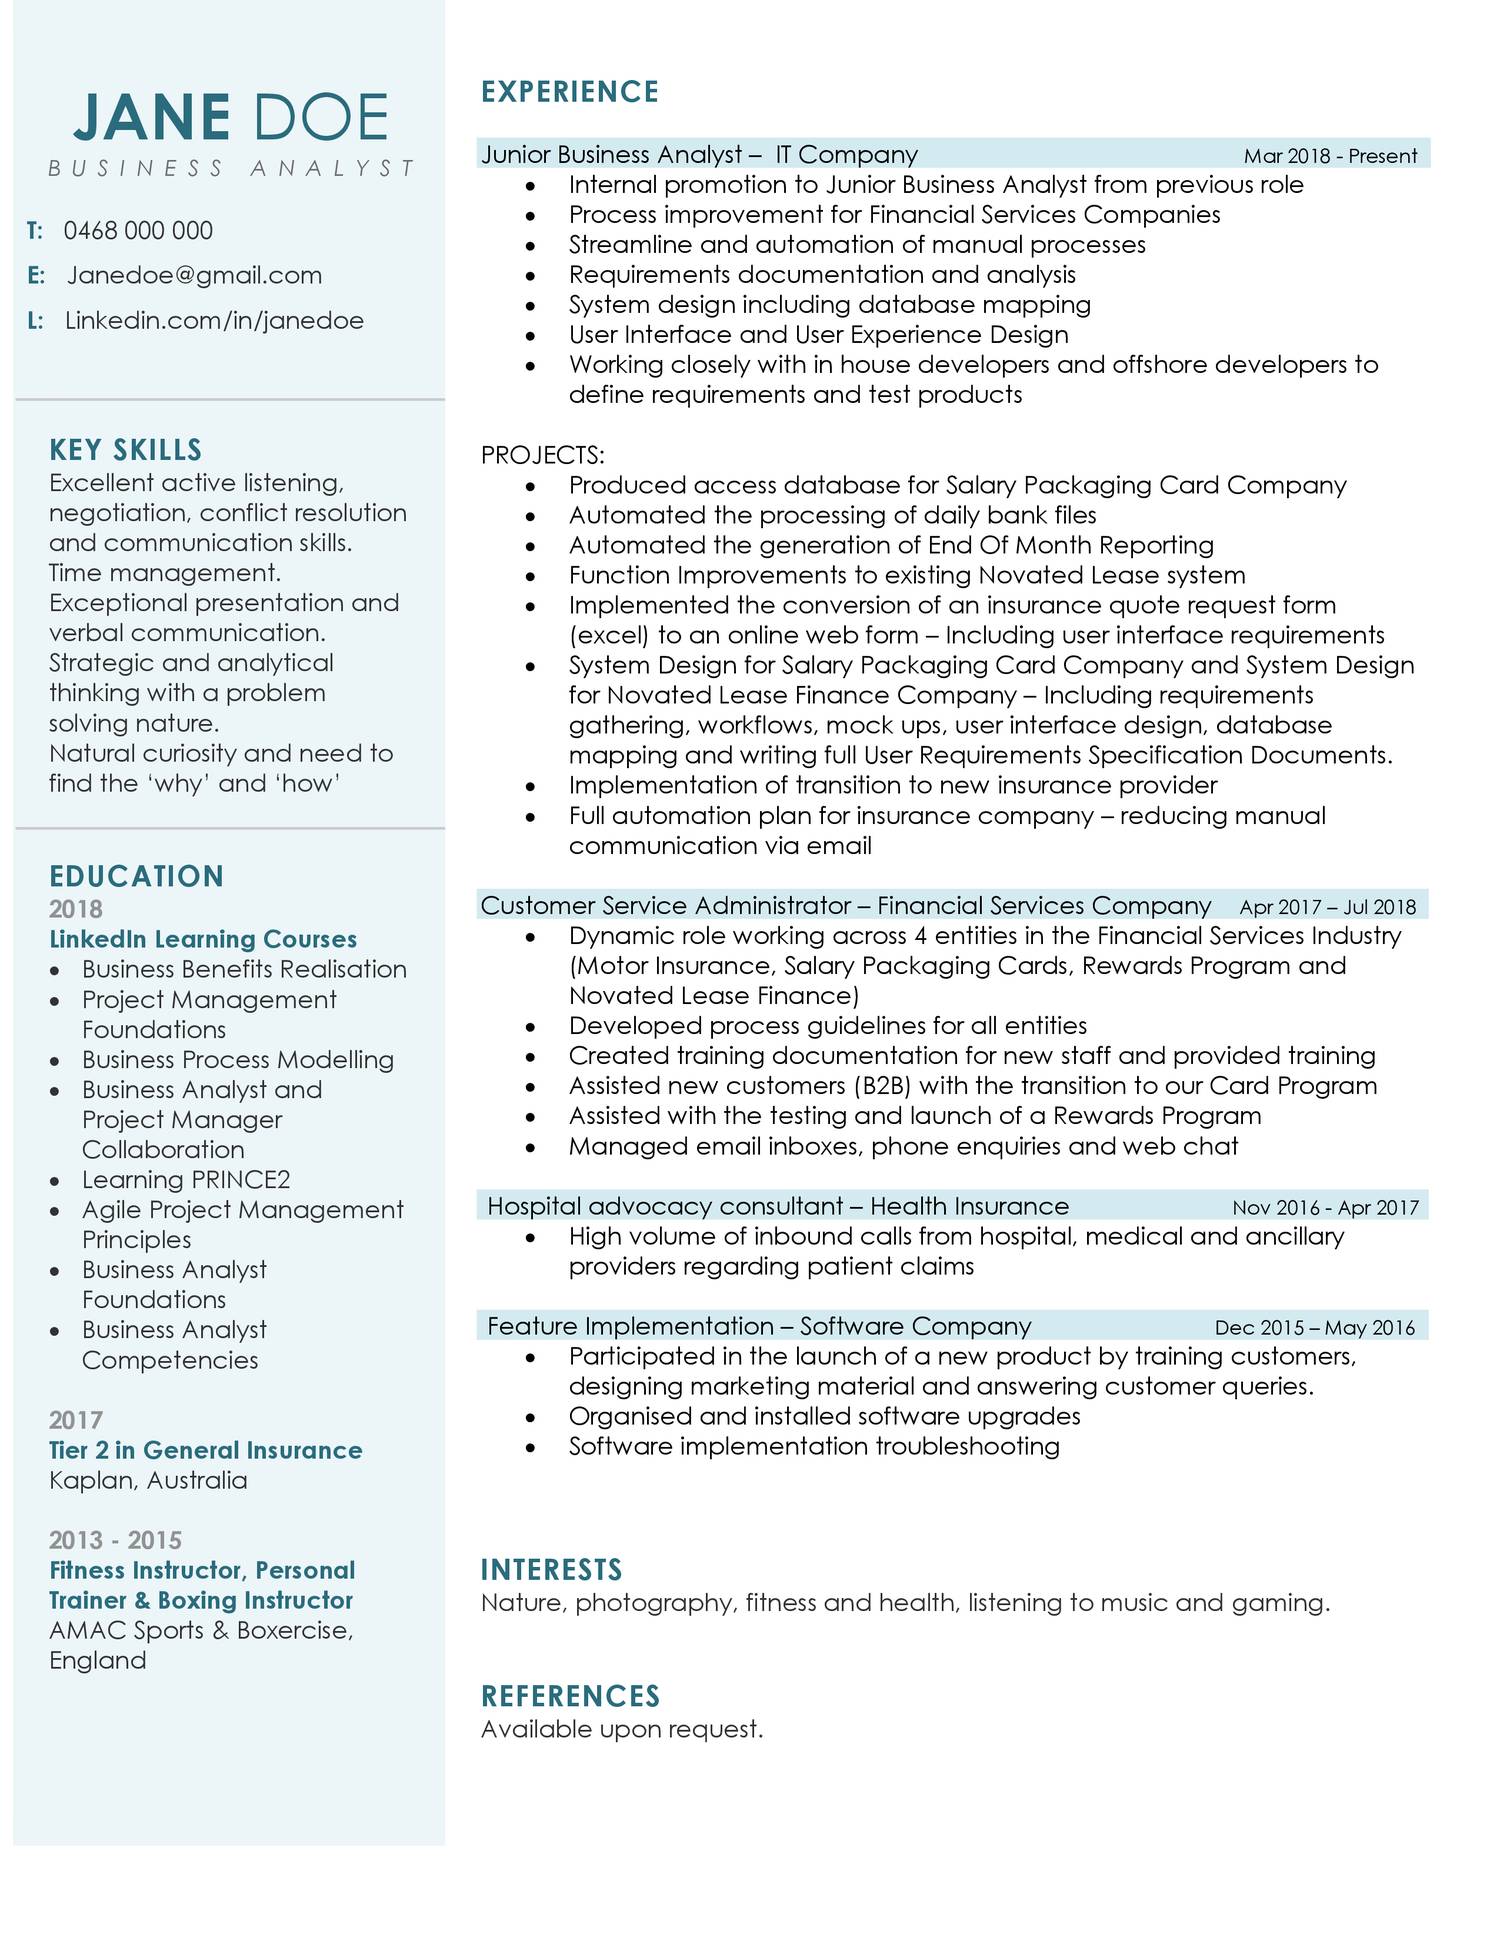 JANE DOE
BUSINESS ANALYST
T: 0468 000 000
E: Janedoe@gmail.com
L: Linkedin.com/in/janedoe
KEY SKILLS
Excellent active listening,
negotiation, conflict resolution
and communication skills.
Time management.
Exceptional presentation and
verbal communication.
Strategic and analytical
thinking with a problem
solving nature.
Natural curiosity and need to
find the ‘why’ and ‘how’
EDUCATION
2018
LinkedIn Learning Courses
• Business Benefits Realisation
• Project Management
Foundations
• Business Process Modelling
• Business Analyst and
Project Manager
Collaboration
• Learning PRINCE2
• Agile Project Management
Principles
• Business Analyst
Foundations
• Business Analyst
Competencies
2017
Tier 2 in General Insurance
Kaplan, Australia
2013 - 2015
Fitness Instructor, Personal
Trainer & Boxing Instructor
AMAC Sports & Boxercise,
England
EXPERIENCE
Junior Business Analyst – IT Company Mar 2018 - Present
• Internal promotion to Junior Business Analyst from previous role
• Process improvement for Financial Services Companies
• Streamline and automation of manual processes
• Requirements documentation and analysis
• System design including database mapping
• User Interface and User Experience Design
• Working closely with in house developers and offshore developers to
define requirements and test products
PROJECTS:
• Produced access database for Salary Packaging Card Company
• Automated the processing of daily bank files
• Automated the generation of End Of Month Reporting
• Function Improvements to existing Novated Lease system
• Implemented the conversion of an insurance quote request form
(excel) to an online web form – Including user interface requirements
• System Design for Salary Packaging Card Company and System Design
for Novated Lease Finance Company – Including requirements
gathering, workflows, mock ups, user interface design, database
mapping and writing full User Requirements Specification Documents.
• Implementation of transition to new insurance provider
• Full automation plan for insurance company – reducing manual
communication via email
Customer Service Administrator – Financial Services Company Apr 2017 – Jul 2018
• Dynamic role working across 4 entities in the Financial Services Industry
(Motor Insurance, Salary Packaging Cards, Rewards Program and
Novated Lease Finance)
• Developed process guidelines for all entities
• Created training documentation for new staff and provided training
• Assisted new customers (B2B) with the transition to our Card Program
• Assisted with the testing and launch of a Rewards Program
• Managed email inboxes, phone enquiries and web chat
Hospital advocacy consultant – Health Insurance Nov 2016 - Apr 2017
• High volume of inbound calls from hospital, medical and ancillary
providers regarding patient claims
Feature Implementation – Software Company Dec 2015 – May 2016
• Participated in the launch of a new product by training customers,
designing marketing material and answering customer queries.
• Organised and installed software upgrades
• Software implementation troubleshooting
INTERESTS
Nature, photography, fitness and health, listening to music and gaming.
REFERENCES
Available upon request.